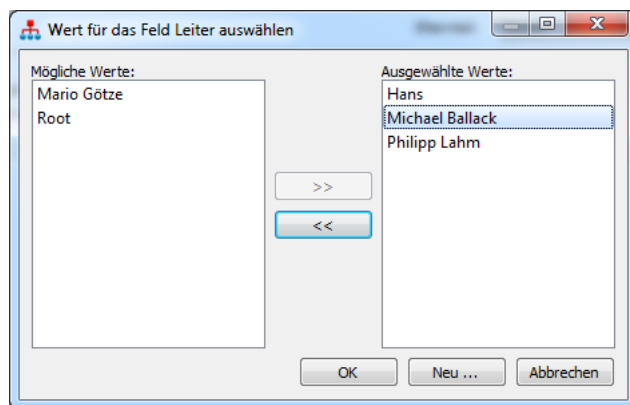 Wert für das Feld Leiter auswählen
Mögliche Werte:
Mario Götze
Root
Ausgewählte Werte:
Hans
Michael Ballack
Philipp Lahm
>>
<<
OK
Neu ...
Abbrechen